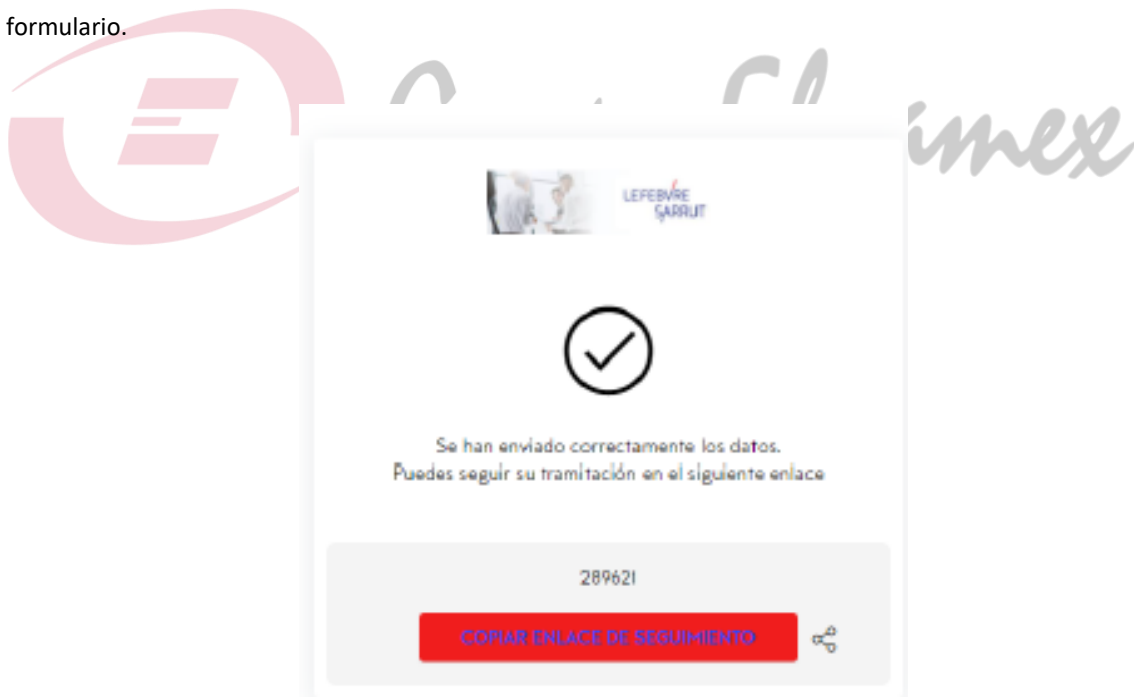 formulario.
LEFEBVRE
SARRUT
Se han enviado correctamente los datos.
Puedes seguir su tramitación en el siguiente enlace
289621
COPIAR ENLACE DE SEGUIMIENTO